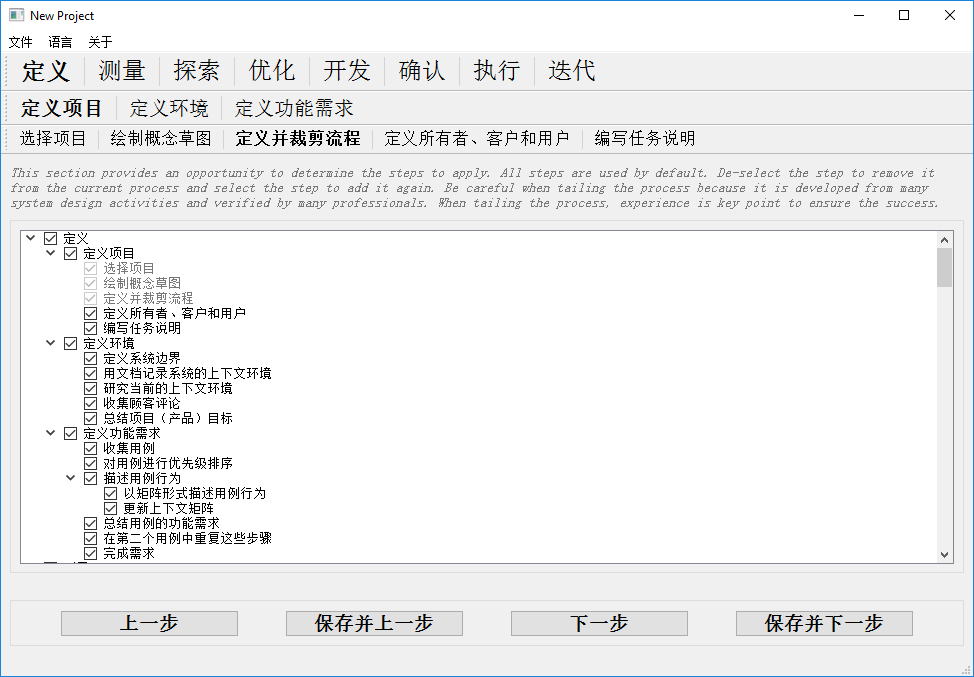 New Project
文件 语言 关于
定义 测量 探索 优化 开发 确认 执行 迭代
定义项目 定义环境 定义功能需求
选择项目 绘制概念草图 定义并裁剪流程 定义所有者、客户和用户 编写任务说明
This section provides an opportunity to determine the steps to apply. All steps are used by default. De-select the step to remove it
from the current process and select the step to add it again. Be careful when tailing the process because it is developed from many
system design activities and verified by many professionals. When tailing the process, experience is key point to ensure the success.
定义
定义项目
选择项目
绘制概念草图
定义并裁剪流程
定义所有者、客户和用户
编写任务说明
定义环境
定义系统边界
用文档记录系统的上下文环境
研究当前的上下文环境
收集顾客评论
总结项目（产品）目标
定义功能需求
收集用例
对用例进行优先级排序
描述用例行为
以矩阵形式描述用例行为
更新上下文矩阵
总结用例的功能需求
在第二个用例中重复这些步骤
完成需求
上一步 保存并上一步 下一步 保存并下一步